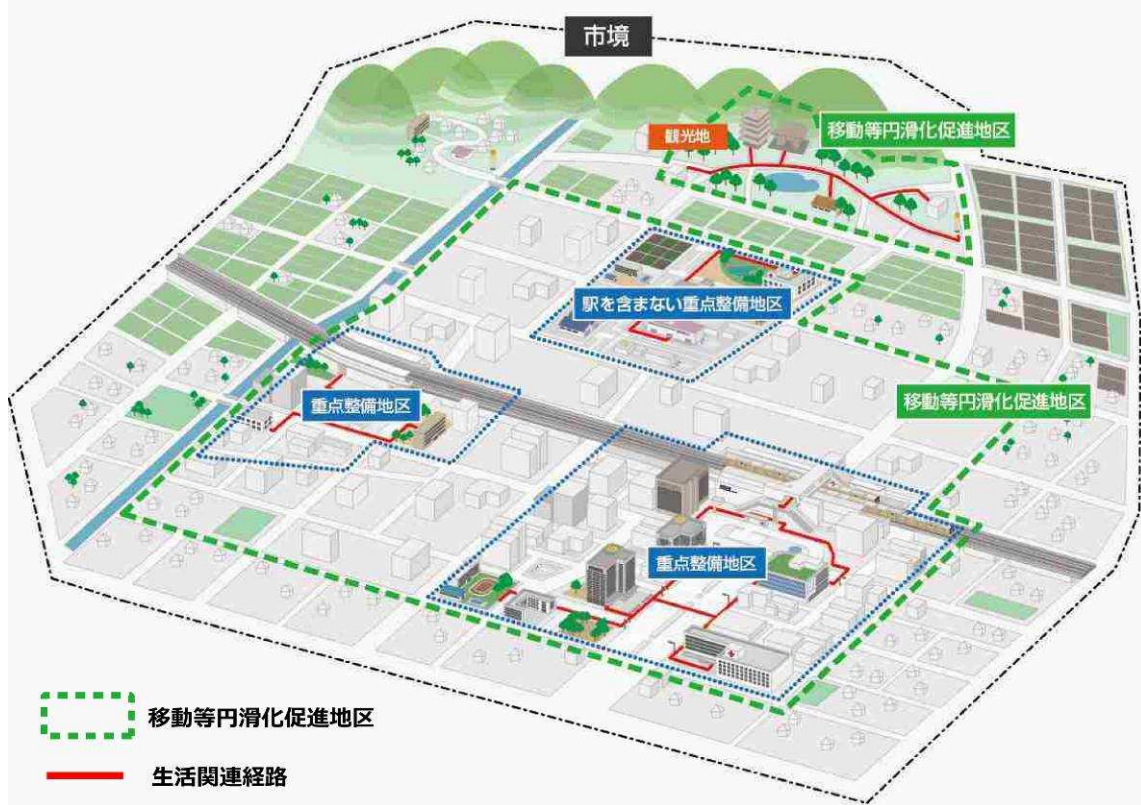 市境
観光地
移動等円滑化促進地区
駅を含まない重点整備地区
重点整備地区
移動等円滑化促進地区
重点整備地区
移動等円滑化促進地区
生活関連経路